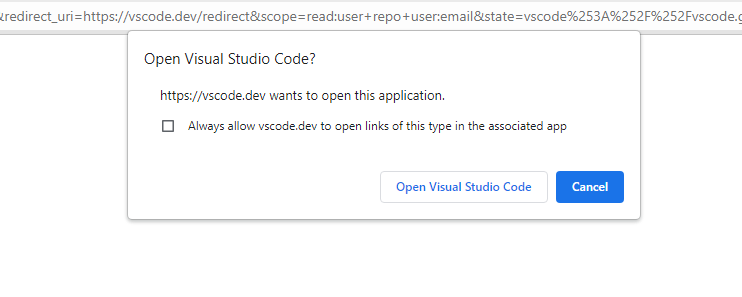 &redirect_uri=https://vscode.dev/redirect&scope=read:user+repo+user:email&state=vscode%253A%252F%252Fvscode.g
Open Visual Studio Code?
https://vscode.dev wants to open this application.
Always allow vscode.dev to open links of this type in the associated app
Open Visual Studio Code Cancel